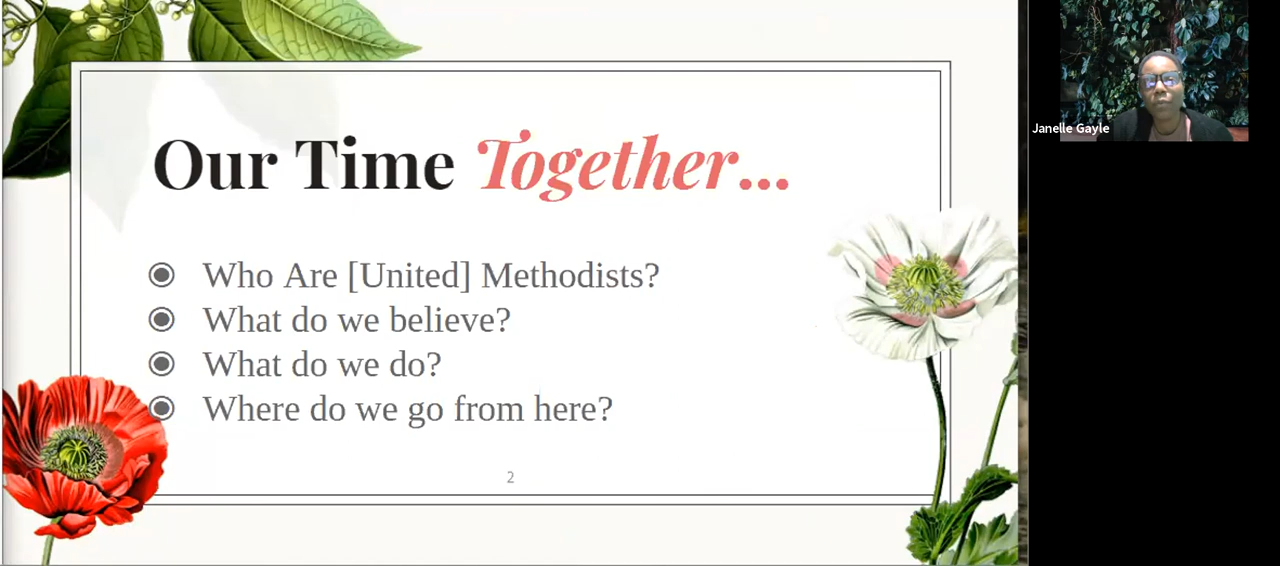 Our Time Together...
Who Are [United] Methodists?
What do we believe?
What do we do?
Where do we go from here?
2
Janelle Gayle